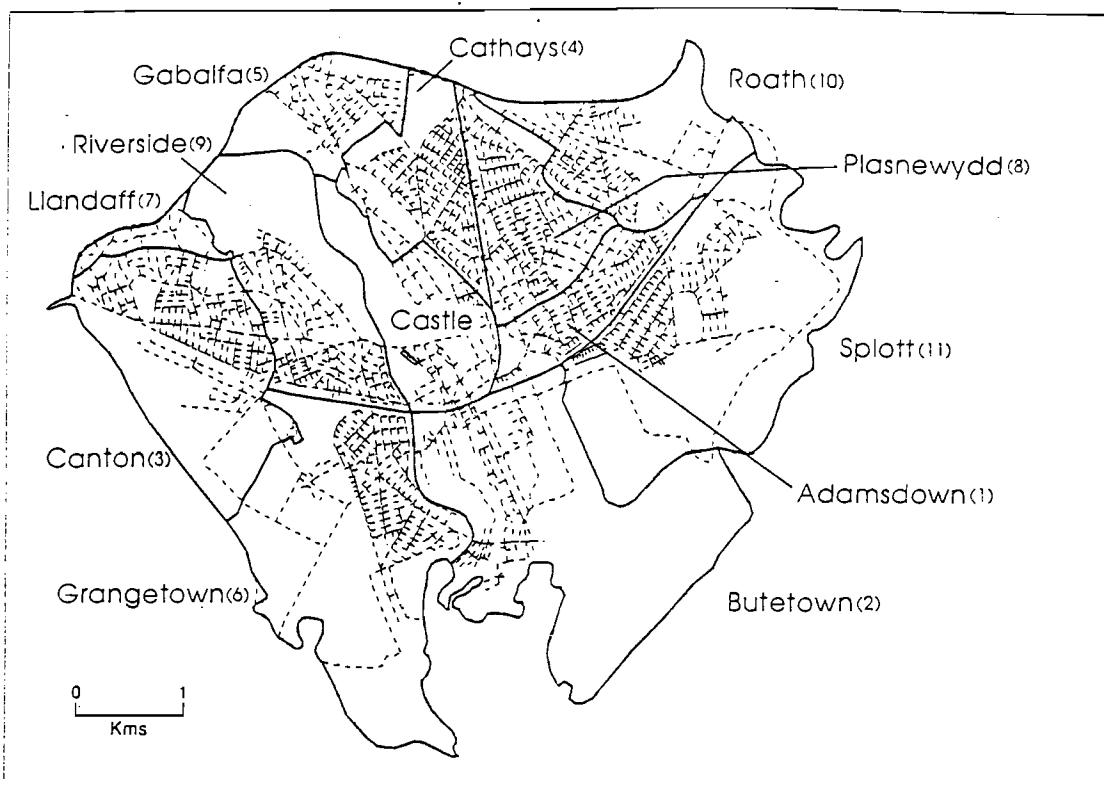 Cathays(4)
Gabalfa(5)
Roath(10)
Riverside(9)
Plasnewydd(8)
Llandaff(7)
Castle
Splott(11)
Canton(3)
Adamsdown(1)
Grangetown(6)
Butetown(2)
0 1
Kms